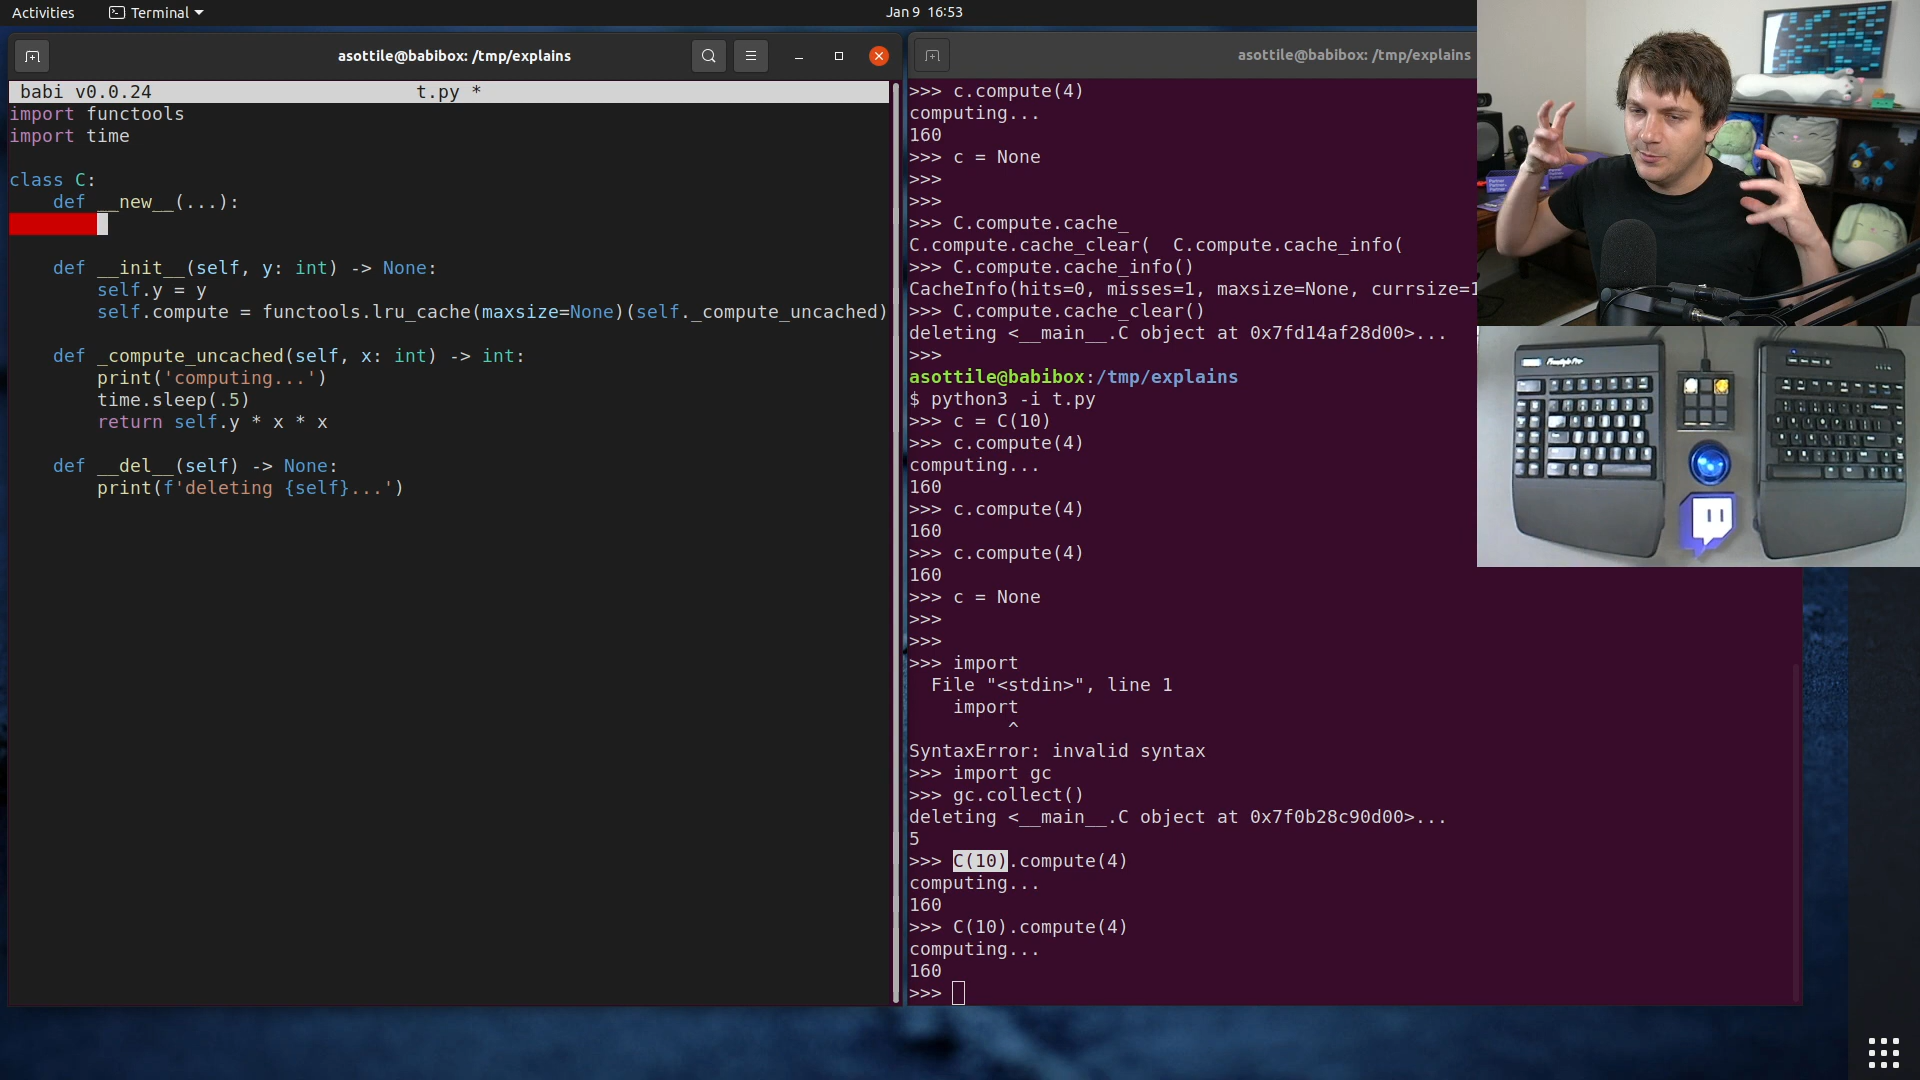 Activities
Terminal
Jan 9 16:53
asottile@babibox: /tmp/explains
babi v0.0.24 t.py *
import functools
import time
class C:
    def __new__(...):
    def __init__(self, y: int) -> None:
        self.y = y
        self.compute = functools.lru_cache(maxsize=None)(self._compute_uncached)
    def _compute_uncached(self, x: int) -> int:
        print('computing...')
        time.sleep(.5)
        return self.y * x * x
    def __del__(self) -> None:
        print(f'deleting {self}...')
asottile@babibox: /tmp/explains
>>> c.compute(4)
computing...
160
>>> c = None
>>>
>>>
>>> C.compute.cache_
C.compute.cache_clear(  C.compute.cache_info(
>>> C.compute.cache_info()
CacheInfo(hits=0, misses=1, maxsize=None, currsize=1
>>> C.compute.cache_clear()
deleting <__main__.C object at 0x7fd14af28d00>...
>>>
asottile@babibox:/tmp/explains
$ python3 -i t.py
>>> c = C(10)
>>> c.compute(4)
computing...
160
>>> c.compute(4)
160
>>> c.compute(4)
160
>>> c = None
>>>
>>>
>>> import
  File "<stdin>", line 1
    import
         ^
SyntaxError: invalid syntax
>>> import gc
>>> gc.collect()
deleting <__main__.C object at 0x7f0b28c90d00>...
5
>>> C(10).compute(4)
computing...
160
>>> C(10).compute(4)
computing...
160
>>>
Freestyle Pro